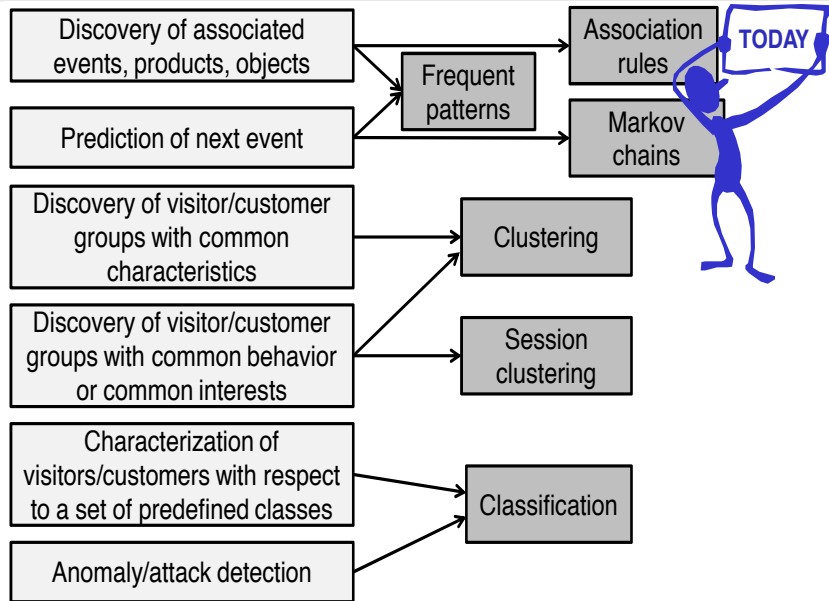 Discovery of associated
events, products, objects
Association
rules
TODAY
Frequent
patterns
Prediction of next event
Markov
chains
Discovery of visitor/customer
groups with common
characteristics
Clustering
Discovery of visitor/customer
groups with common behavior
or common interests
Session
clustering
Characterization of
visitors/customers with respect
to a set of predefined classes
Classification
Anomaly/attack detection